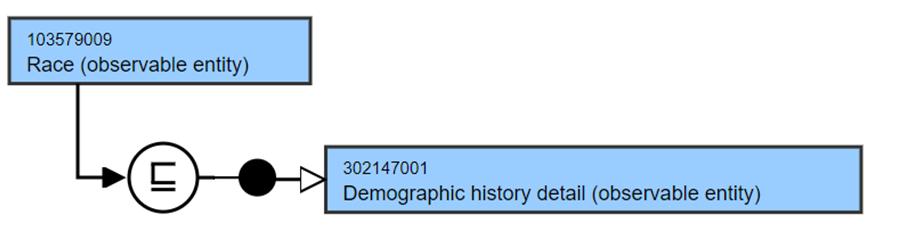 103579009
Race (observable entity)
⊑
302147001
Demographic history detail (observable entity)